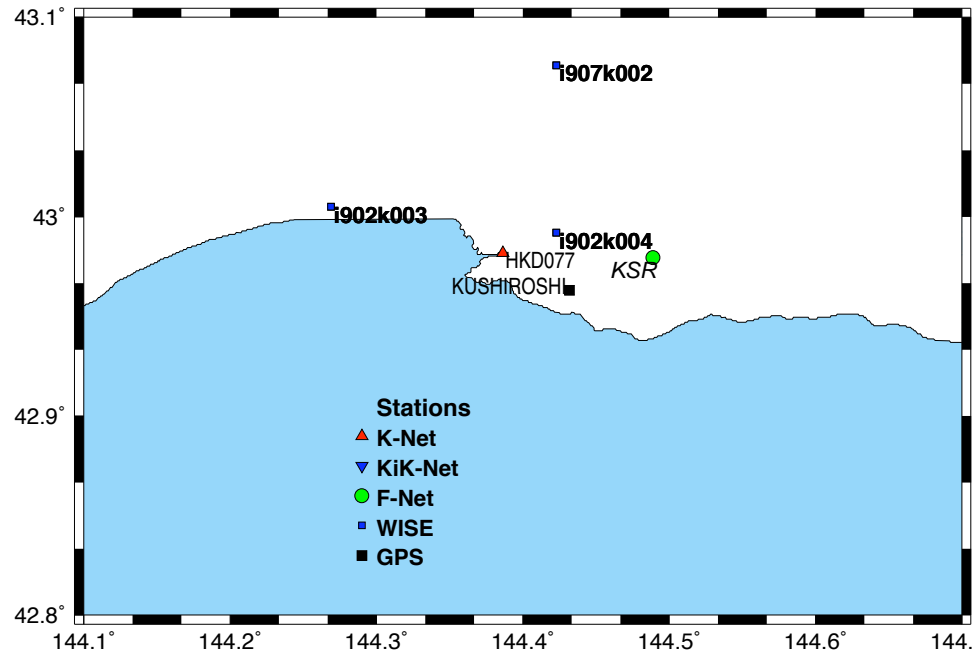 43.1˚
i907k002
43˚
i902k003
i902k004
HKD077
KSR
KUSHIROSHI
42.9˚
Stations
K-Net
KiK-Net
F-Net
WISE
GPS
42.8˚
144.1˚ 144.2˚ 144.3˚ 144.4˚ 144.5˚ 144.6˚ 144.